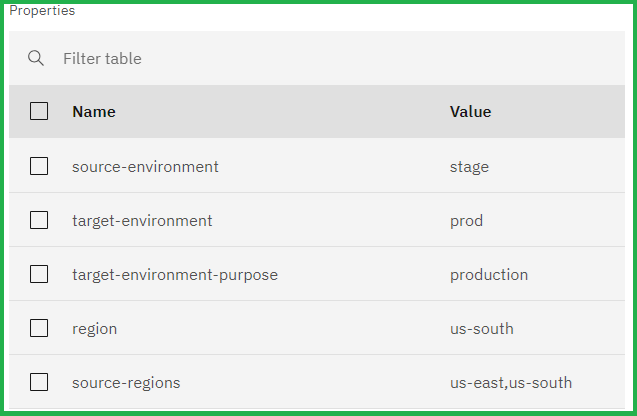 Properties
Filter table
Name Value
source-environment stage
target-environment prod
target-environment-purpose production
region us-south
source-regions us-east,us-south